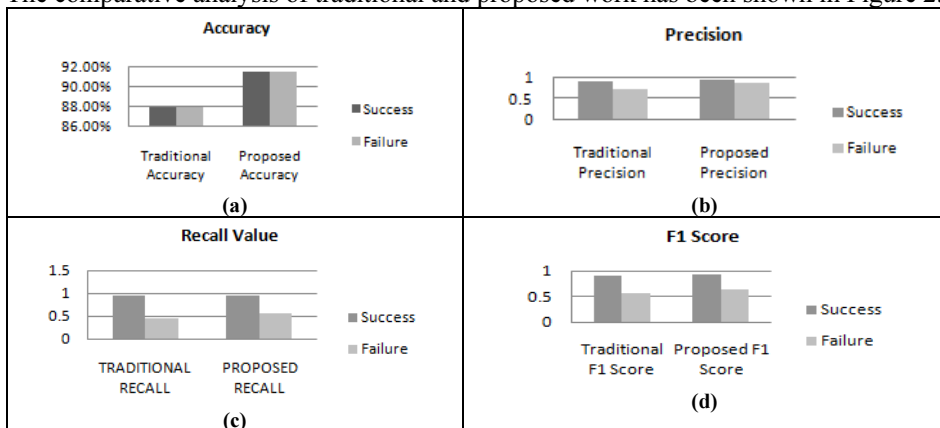 The comparative analysis of traditional and proposed work has been shown in Figure 2.
Accuracy
92.00%
90.00%
88.00%
86.00%
Traditional Accuracy
Proposed Accuracy
Success
Failure
(a)
Precision
1
0.5
0
Traditional Precision
Proposed Precision
Success
Failure
(b)
Recall Value
1.5
1
0.5
0
TRADITIONAL RECALL
PROPOSED RECALL
Success
Failure
(c)
F1 Score
1
0.5
0
Traditional F1 Score
Proposed F1 Score
Success
Failure
(d)